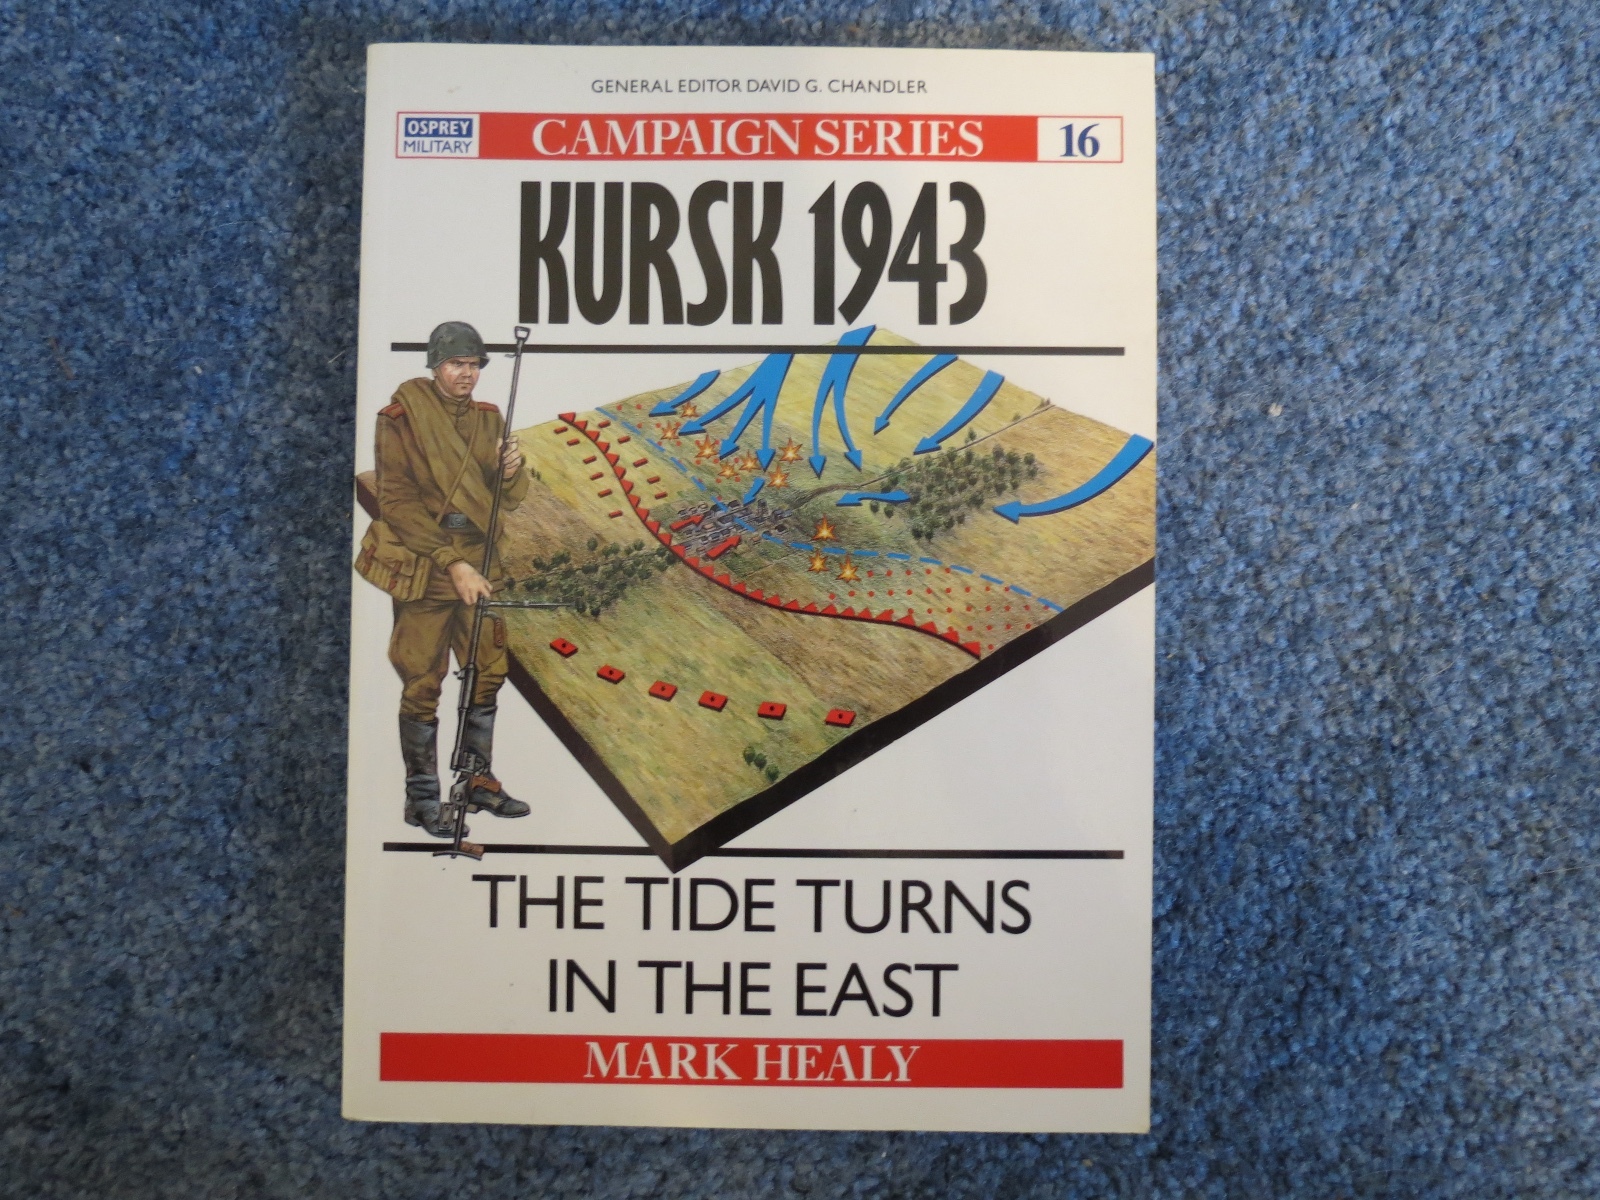 GENERAL EDITOR DAVID G. CHANDLER
OSPREY
MILITARY
CAMPAIGN SERIES
16
KURSK 1943
THE TIDE TURNS
IN THE EAST
MARK HEALY